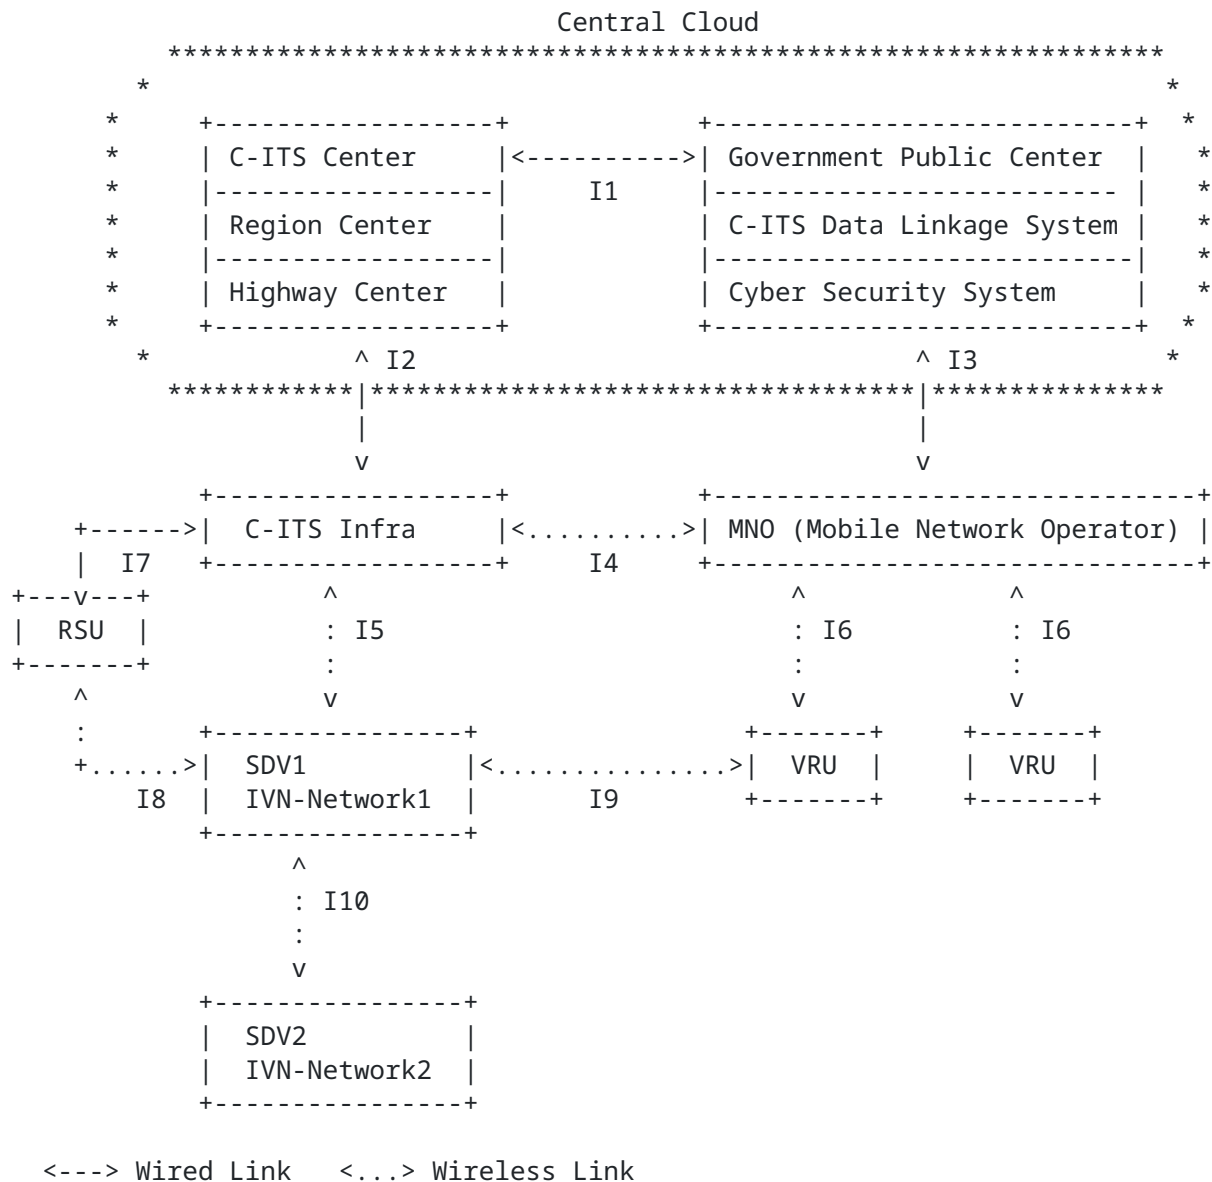 Central Cloud
C-ITS Center Government Public Center
I1
Region Center C-ITS Data Linkage System
Highway Center Cyber Security System
I2 I3
C-ITS Infra MNO (Mobile Network Operator)
I7 I4
RSU I5 I6 I6
SDV1 VRU VRU
I8 IVN-Network1 I9
I10
SDV2
IVN-Network2
<---> Wired Link <...> Wireless Link